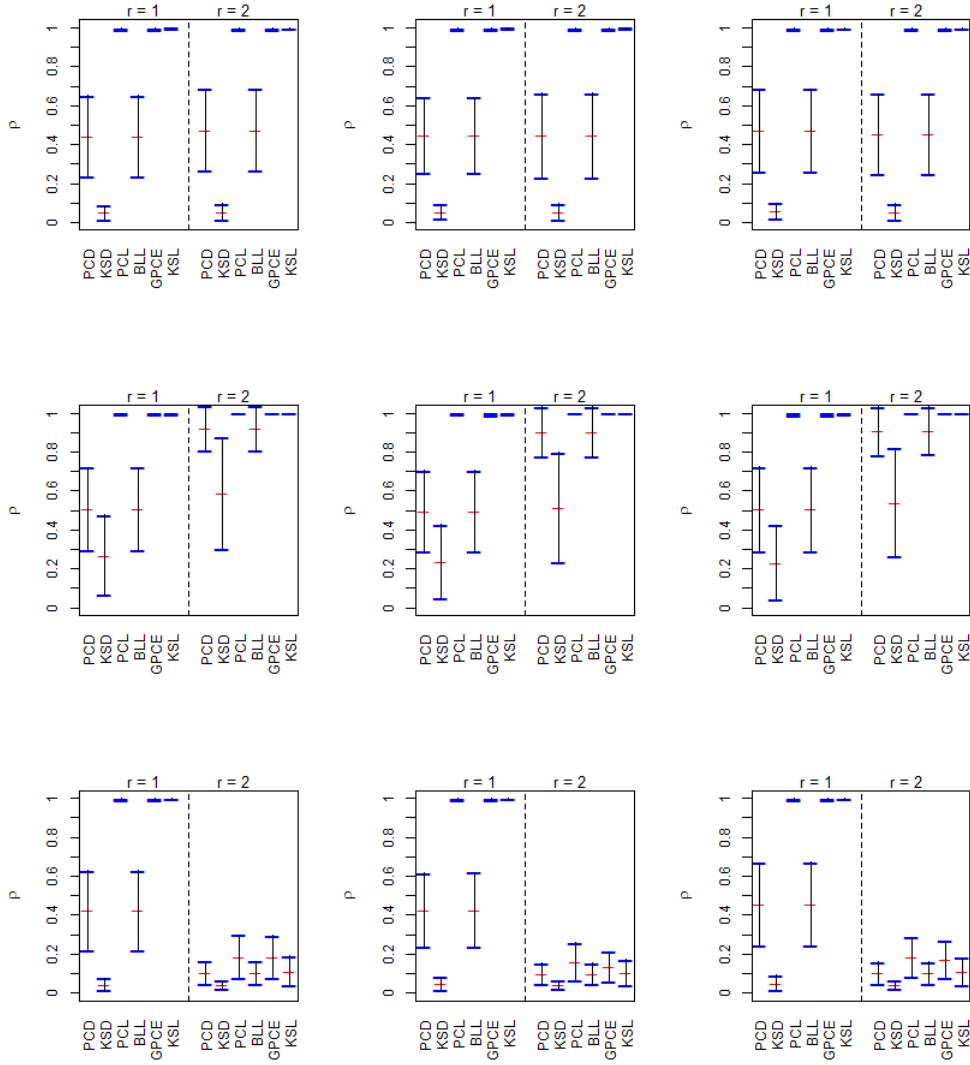 r = 1 r = 2
ρ
0 0.2 0.4 0.6 0.8 1
PCD KSD PCL BLL GPCE KSL PCD KSD PCL BLL GPCE KSL
r = 1 r = 2
ρ
0 0.2 0.4 0.6 0.8 1
PCD KSD PCL BLL GPCE KSL PCD KSD PCL BLL GPCE KSL
r = 1 r = 2
ρ
0 0.2 0.4 0.6 0.8 1
PCD KSD PCL BLL GPCE KSL PCD KSD PCL BLL GPCE KSL
r = 1 r = 2
ρ
0 0.2 0.4 0.6 0.8 1
PCD KSD PCL BLL GPCE KSL PCD KSD PCL BLL GPCE KSL
r = 1 r = 2
ρ
0 0.2 0.4 0.6 0.8 1
PCD KSD PCL BLL GPCE KSL PCD KSD PCL BLL GPCE KSL
r = 1 r = 2
ρ
0 0.2 0.4 0.6 0.8 1
PCD KSD PCL BLL GPCE KSL PCD KSD PCL BLL GPCE KSL
r = 1 r = 2
ρ
0 0.2 0.4 0.6 0.8 1
PCD KSD PCL BLL GPCE KSL PCD KSD PCL BLL GPCE KSL
r = 1 r = 2
ρ
0 0.2 0.4 0.6 0.8 1
PCD KSD PCL BLL GPCE KSL PCD KSD PCL BLL GPCE KSL
r = 1 r = 2
ρ
0 0.2 0.4 0.6 0.8 1
PCD KSD PCL BLL GPCE KSL PCD KSD PCL BLL GPCE KSL